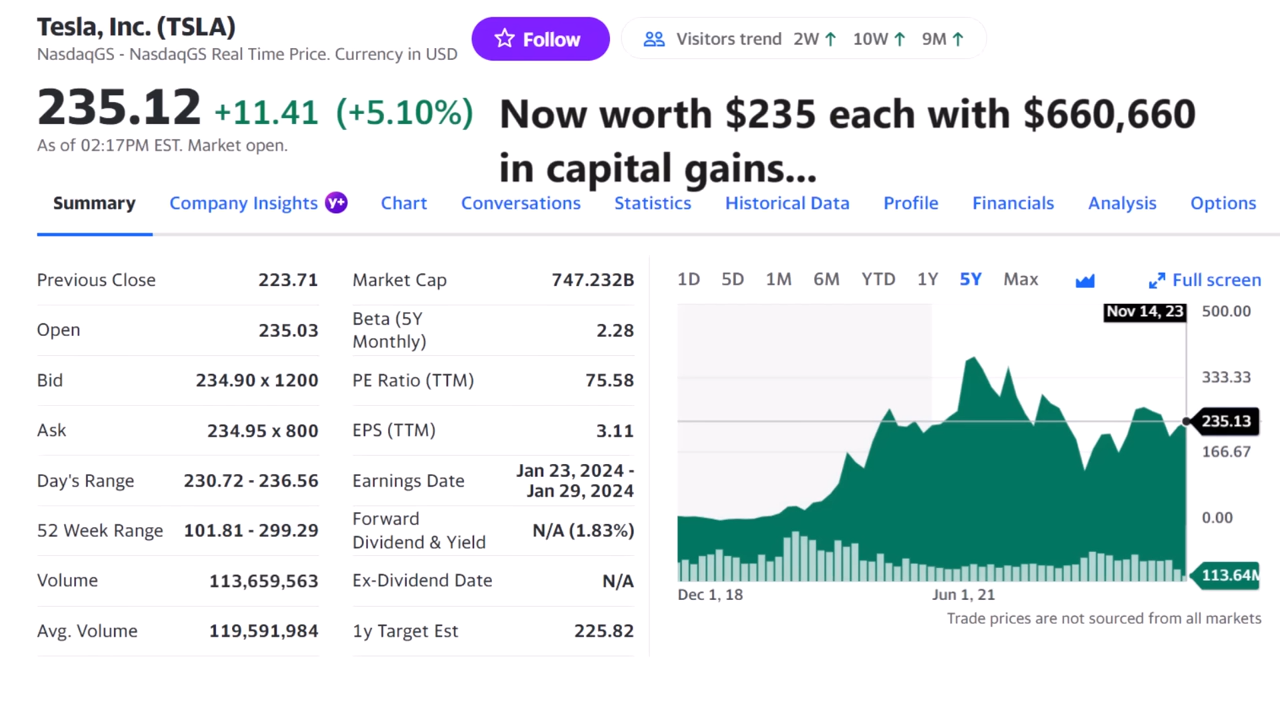 Tesla, Inc. (TSLA)
NasdaqGS - NasdaqGS Real Time Price. Currency in USD
Follow
Visitors trend 2W ↑ 10W ↑ 9M ↑
235.12 +11.41 (+5.10%)
As of 02:17PM EST. Market open.
Now worth $235 each with $660,660
in capital gains...
Summary Company Insights y+ Chart Conversations Statistics Historical Data Profile Financials Analysis Options
Previous Close 223.71
Open 235.03
Bid 234.90 x 1200
Ask 234.95 x 800
Day's Range 230.72 - 236.56
52 Week Range 101.81 - 299.29
Volume 113,659,563
Avg. Volume 119,591,984
Market Cap 747.232B
Beta (5Y
Monthly) 2.28
PE Ratio (TTM) 75.58
EPS (TTM) 3.11
Earnings Date Jan 23, 2024 -
Jan 29, 2024
Forward
Dividend & Yield N/A (1.83%)
Ex-Dividend Date N/A
1y Target Est 225.82
1D 5D 1M 6M YTD 1Y 5Y Max Full screen
Nov 14, 23
500.00
333.33
235.13
166.67
0.00
113.64M
Dec 1, 18 Jun 1, 21
Trade prices are not sourced from all markets